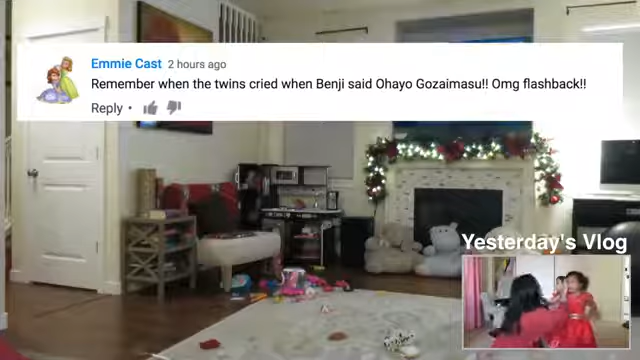 Emmie Cast 2 hours ago
Remember when the twins cried when Benji said Ohayo Gozaimasu!! Omg flashback!!
Reply •
Yesterday's Vlog